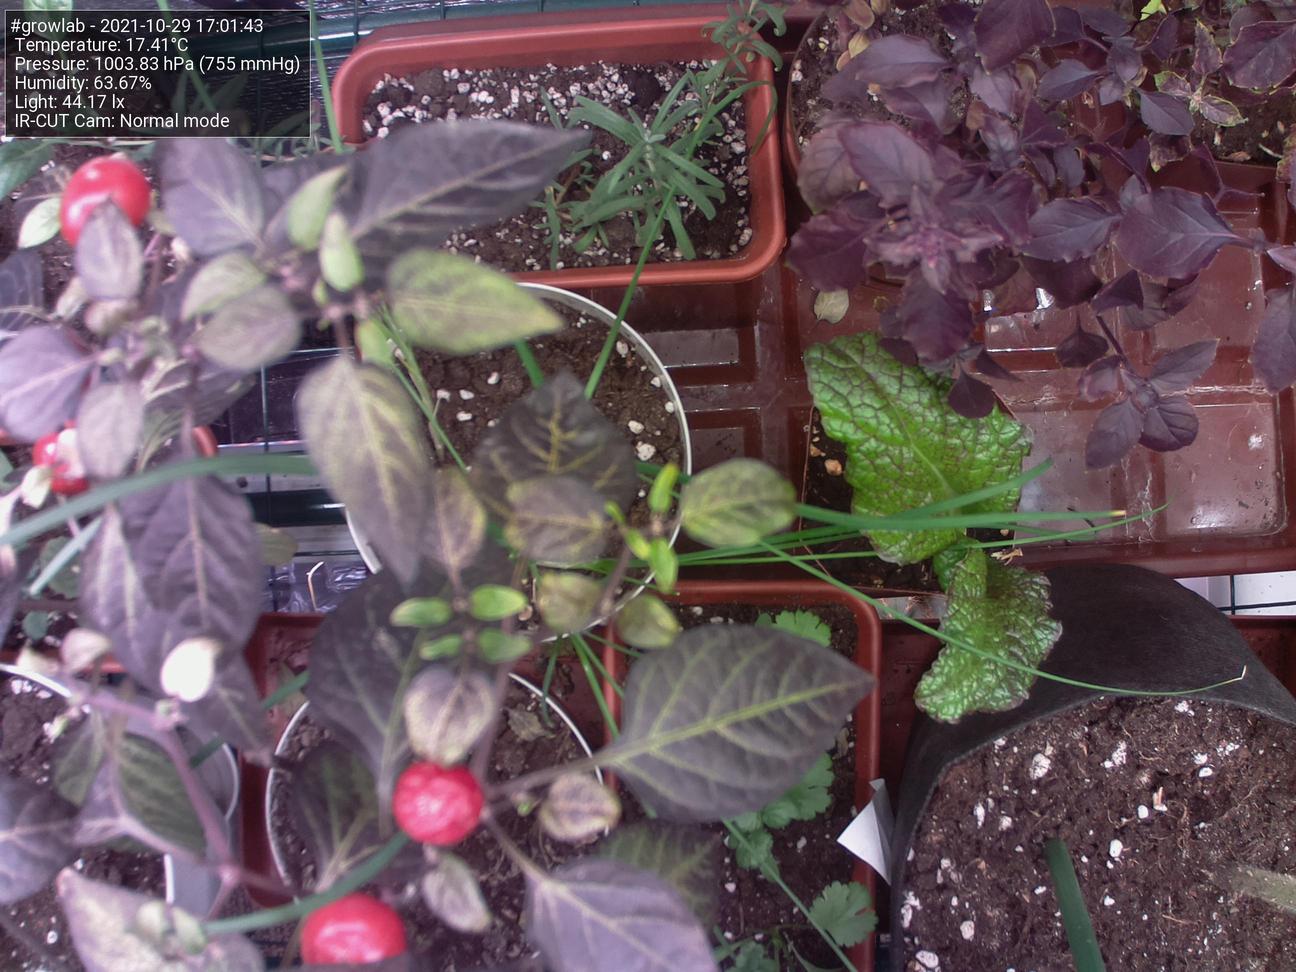 #growlab - 2021-10-29 17:01:43
Temperature: 17.41°C
Pressure: 1003.83 hPa (755 mmHg)
Humidity: 63.67%
Light: 44.17 lx
IR-CUT Cam: Normal mode